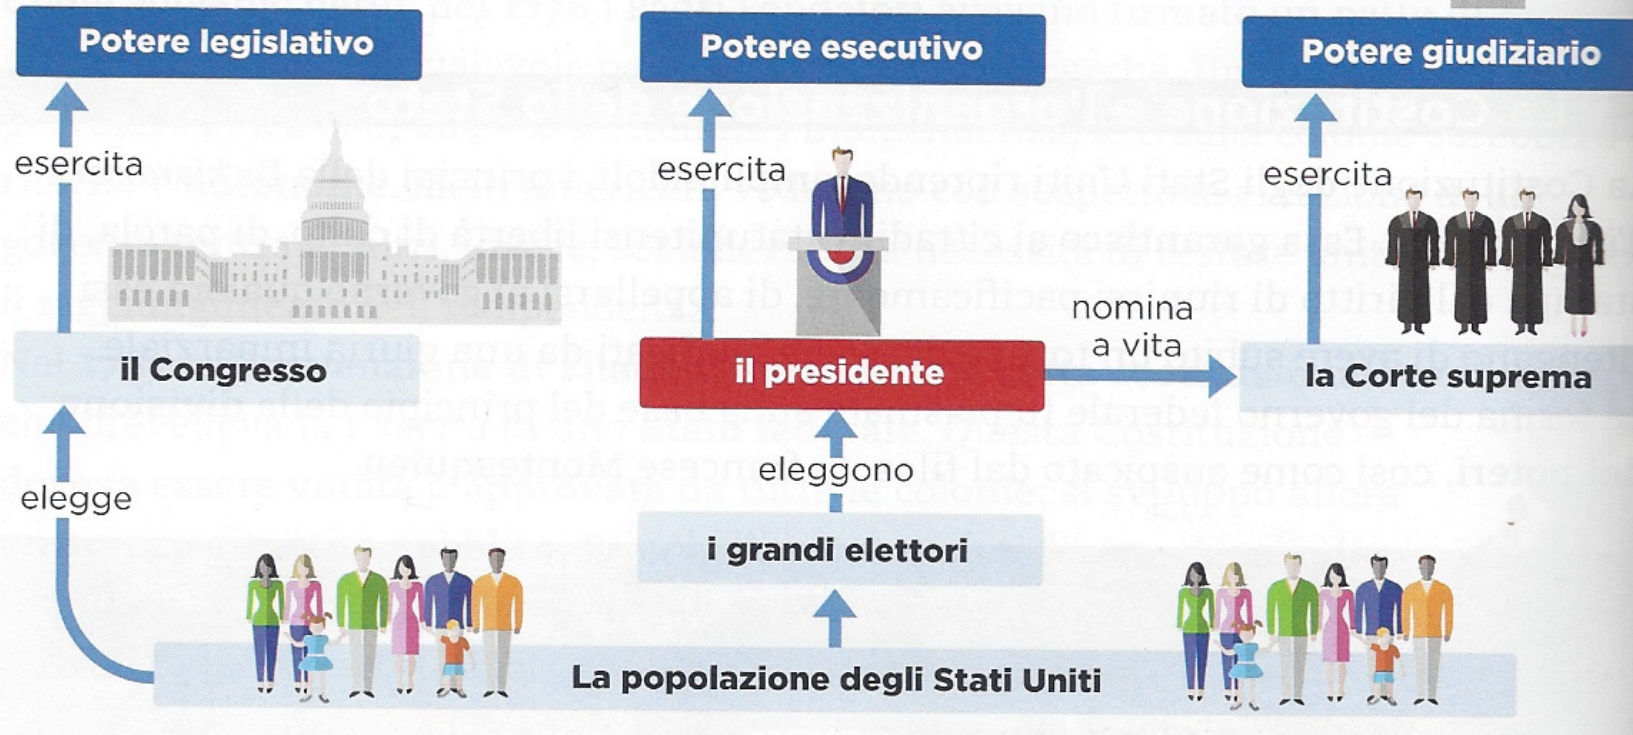 Potere legislativo
Potere esecutivo
Potere giudiziario
esercita
esercita
esercita
nomina
a vita
il Congresso
il presidente
la Corte suprema
elegge
eleggono
i grandi elettori
La popolazione degli Stati Uniti